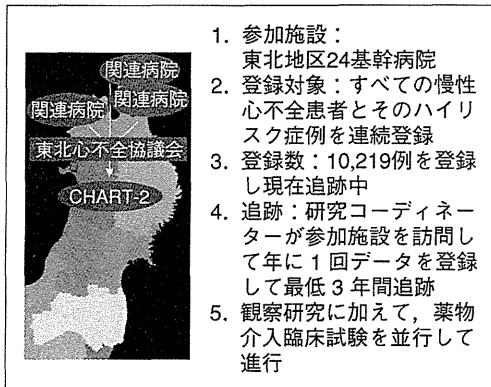 関連病院
関連病院
関連病院
東北心不全協議会
CHART-2
1. 参加施設：
東北地区24基幹病院
2. 登録対象：すべての慢性
心不全患者とそのハイリ
スク症例を連続登録
3. 登録数：10,219例を登録
し現在追跡中
4. 追跡：研究コーディネー
ターが参加施設を訪問し
て年に1回データを登録
して最低3年間追跡
5. 観察研究に加えて，薬物
介入臨床試験を並行して
進行